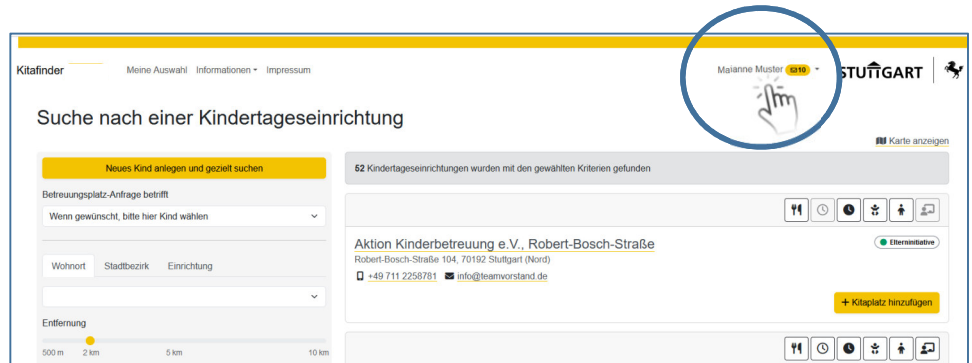 Kitafinder Meine Auswahl Informationen Impressum Maianne Muster 10 STUTTGART
Suche nach einer Kindertageseinrichtung
Karte anzeigen
Neues Kind anlegen und gezielt suchen
52 Kindertageseinrichtungen wurden mit den gewählten Kriterien gefunden
Betreuungsplatz-Anfrage betrifft
Wenn gewünscht, bitte hier Kind wählen
Aktion Kinderbetreuung e.V., Robert-Bosch-Straße
Elterninitiative
Robert-Bosch-Straße 104, 70192 Stuttgart (Nord)
Wohnort Stadtbezirk Einrichtung
+49 711 2258781 info@teamvorstand.de
+ Kitaplatz hinzufügen
Entfernung
500 m 2 km 5 km 10 km